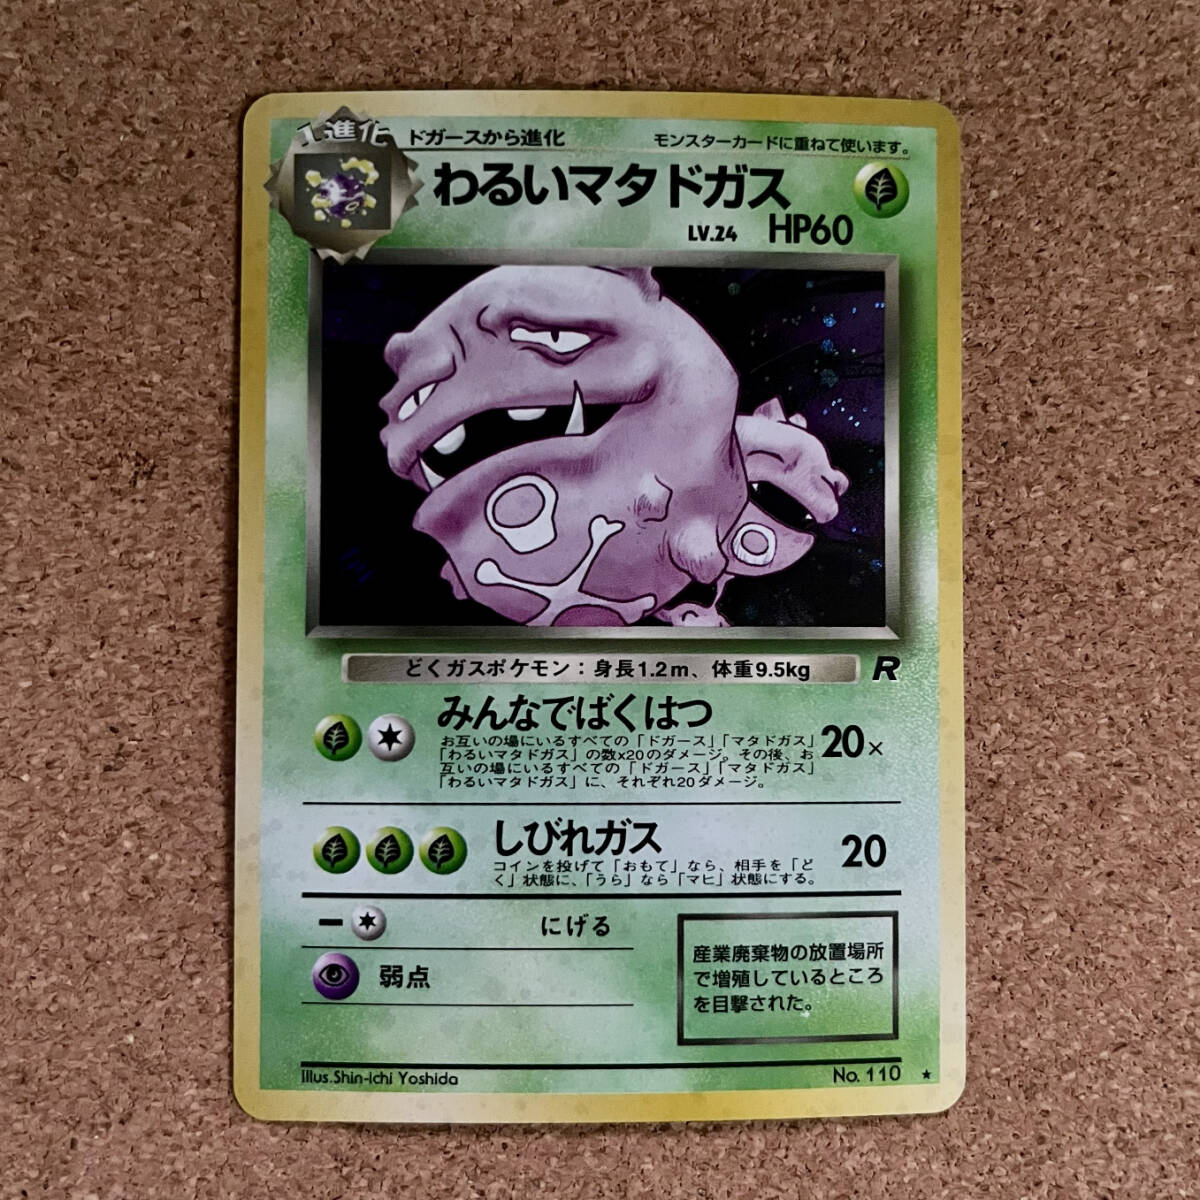 1進化
ドガースから進化
モンスターカードに重ねて使います。
わるいマタドガス
LV.24 HP60
どくガスポケモン：身長1.2m、体重9.5kg
R
みんなでばくはつ
お互いの場にいるすべての「ドガース」「マタドガス」
「わるいマタドガス」の数x20のダメージ。その後、お
互いの場にいるすべての「ドガース」「マタドガス」
「わるいマタドガス」に、それぞれ20ダメージ。
20×
しびれガス
コインを投げて「おもて」なら、相手を「ど
く」状態に、「うら」なら「マヒ」状態にする。
20
にげる
弱点
産業廃棄物の放置場所
で増殖しているところ
を目撃された。
Illus.Shin-ichi Yoshida
No.110 ★